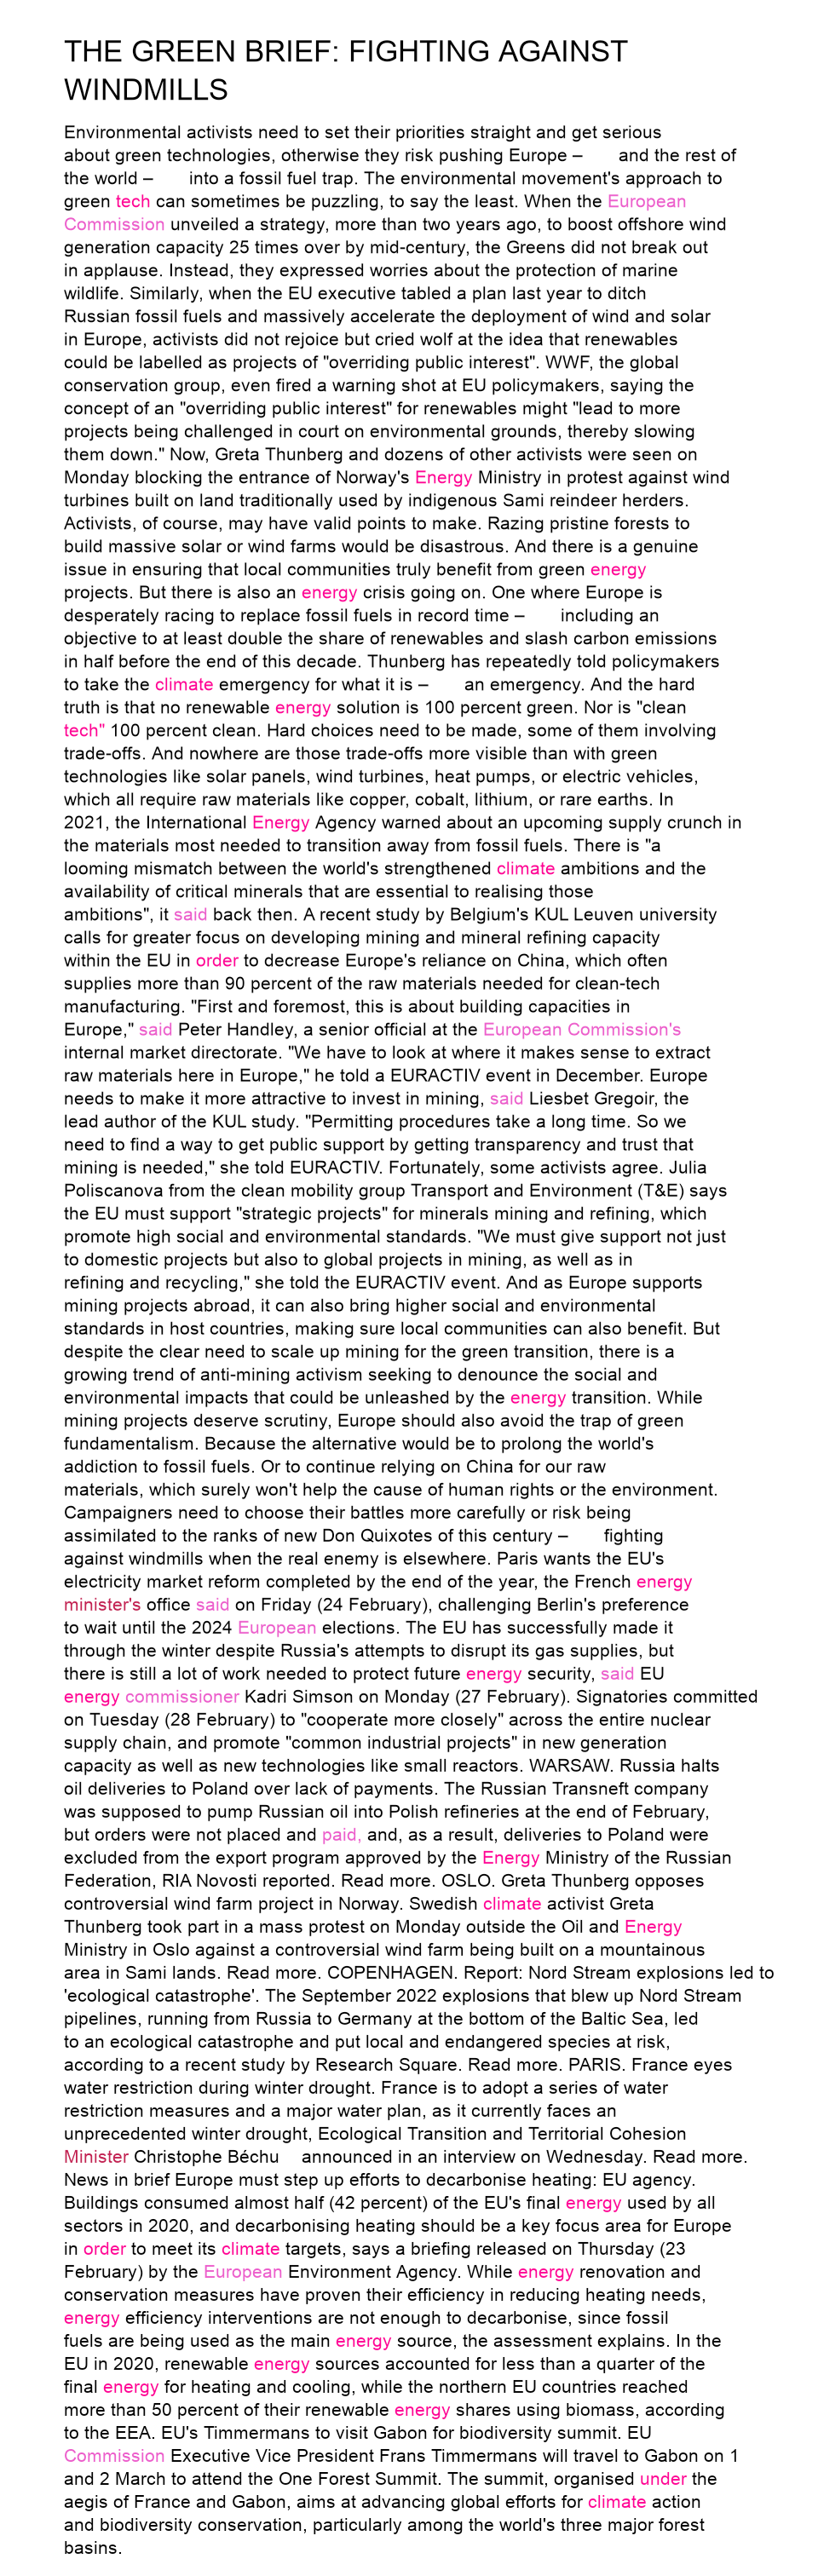 THE GREEN BRIEF: FIGHTING AGAINST
WINDMILLS
Environmental activists need to set their priorities straight and get serious
about green technologies, otherwise they risk pushing Europe – and the rest of
the world – into a fossil fuel trap. The environmental movement's approach to
green tech can sometimes be puzzling, to say the least. When the European
Commission unveiled a strategy, more than two years ago, to boost offshore wind
generation capacity 25 times over by mid-century, the Greens did not break out
in applause. Instead, they expressed worries about the protection of marine
wildlife. Similarly, when the EU executive tabled a plan last year to ditch
Russian fossil fuels and massively accelerate the deployment of wind and solar
in Europe, activists did not rejoice but cried wolf at the idea that renewables
could be labelled as projects of "overriding public interest". WWF, the global
conservation group, even fired a warning shot at EU policymakers, saying the
concept of an "overriding public interest" for renewables might "lead to more
projects being challenged in court on environmental grounds, thereby slowing
them down." Now, Greta Thunberg and dozens of other activists were seen on
Monday blocking the entrance of Norway's Energy Ministry in protest against wind
turbines built on land traditionally used by indigenous Sami reindeer herders.
Activists, of course, may have valid points to make. Razing pristine forests to
build massive solar or wind farms would be disastrous. And there is a genuine
issue in ensuring that local communities truly benefit from green energy
projects. But there is also an energy crisis going on. One where Europe is
desperately racing to replace fossil fuels in record time – including an
objective to at least double the share of renewables and slash carbon emissions
in half before the end of this decade. Thunberg has repeatedly told policymakers
to take the climate emergency for what it is – an emergency. And the hard
truth is that no renewable energy solution is 100 percent green. Nor is "clean
tech" 100 percent clean. Hard choices need to be made, some of them involving
trade-offs. And nowhere are those trade-offs more visible than with green
technologies like solar panels, wind turbines, heat pumps, or electric vehicles,
which all require raw materials like copper, cobalt, lithium, or rare earths. In
2021, the International Energy Agency warned about an upcoming supply crunch in
the materials most needed to transition away from fossil fuels. There is "a
looming mismatch between the world's strengthened climate ambitions and the
availability of critical minerals that are essential to realising those
ambitions", it said back then. A recent study by Belgium's KUL Leuven university
calls for greater focus on developing mining and mineral refining capacity
within the EU in order to decrease Europe's reliance on China, which often
supplies more than 90 percent of the raw materials needed for clean-tech
manufacturing. "First and foremost, this is about building capacities in
Europe," said Peter Handley, a senior official at the European Commission's
internal market directorate. "We have to look at where it makes sense to extract
raw materials here in Europe," he told a EURACTIV event in December. Europe
needs to make it more attractive to invest in mining, said Liesbet Gregoir, the
lead author of the KUL study. "Permitting procedures take a long time. So we
need to find a way to get public support by getting transparency and trust that
mining is needed," she told EURACTIV. Fortunately, some activists agree. Julia
Poliscanova from the clean mobility group Transport and Environment (T&E) says
the EU must support "strategic projects" for minerals mining and refining, which
promote high social and environmental standards. "We must give support not just
to domestic projects but also to global projects in mining, as well as in
refining and recycling," she told the EURACTIV event. And as Europe supports
mining projects abroad, it can also bring higher social and environmental
standards in host countries, making sure local communities can also benefit. But
despite the clear need to scale up mining for the green transition, there is a
growing trend of anti-mining activism seeking to denounce the social and
environmental impacts that could be unleashed by the energy transition. While
mining projects deserve scrutiny, Europe should also avoid the trap of green
fundamentalism. Because the alternative would be to prolong the world's
addiction to fossil fuels. Or to continue relying on China for our raw
materials, which surely won't help the cause of human rights or the environment.
Campaigners need to choose their battles more carefully or risk being
assimilated to the ranks of new Don Quixotes of this century – fighting
against windmills when the real enemy is elsewhere. Paris wants the EU's
electricity market reform completed by the end of the year, the French energy
minister's office said on Friday (24 February), challenging Berlin's preference
to wait until the 2024 European elections. The EU has successfully made it
through the winter despite Russia's attempts to disrupt its gas supplies, but
there is still a lot of work needed to protect future energy security, said EU
energy commissioner Kadri Simson on Monday (27 February). Signatories committed
on Tuesday (28 February) to "cooperate more closely" across the entire nuclear
supply chain, and promote "common industrial projects" in new generation
capacity as well as new technologies like small reactors. WARSAW. Russia halts
oil deliveries to Poland over lack of payments. The Russian Transneft company
was supposed to pump Russian oil into Polish refineries at the end of February,
but orders were not placed and paid, and, as a result, deliveries to Poland were
excluded from the export program approved by the Energy Ministry of the Russian
Federation, RIA Novosti reported. Read more. OSLO. Greta Thunberg opposes
controversial wind farm project in Norway. Swedish climate activist Greta
Thunberg took part in a mass protest on Monday outside the Oil and Energy
Ministry in Oslo against a controversial wind farm being built on a mountainous
area in Sami lands. Read more. COPENHAGEN. Report: Nord Stream explosions led to
'ecological catastrophe'. The September 2022 explosions that blew up Nord Stream
pipelines, running from Russia to Germany at the bottom of the Baltic Sea, led
to an ecological catastrophe and put local and endangered species at risk,
according to a recent study by Research Square. Read more. PARIS. France eyes
water restriction during winter drought. France is to adopt a series of water
restriction measures and a major water plan, as it currently faces an
unprecedented winter drought, Ecological Transition and Territorial Cohesion
Minister Christophe Béchu announced in an interview on Wednesday. Read more.
News in brief Europe must step up efforts to decarbonise heating: EU agency.
Buildings consumed almost half (42 percent) of the EU's final energy used by all
sectors in 2020, and decarbonising heating should be a key focus area for Europe
in order to meet its climate targets, says a briefing released on Thursday (23
February) by the European Environment Agency. While energy renovation and
conservation measures have proven their efficiency in reducing heating needs,
energy efficiency interventions are not enough to decarbonise, since fossil
fuels are being used as the main energy source, the assessment explains. In the
EU in 2020, renewable energy sources accounted for less than a quarter of the
final energy for heating and cooling, while the northern EU countries reached
more than 50 percent of their renewable energy shares using biomass, according
to the EEA. EU's Timmermans to visit Gabon for biodiversity summit. EU
Commission Executive Vice President Frans Timmermans will travel to Gabon on 1
and 2 March to attend the One Forest Summit. The summit, organised under the
aegis of France and Gabon, aims at advancing global efforts for climate action
and biodiversity conservation, particularly among the world's three major forest
basins.